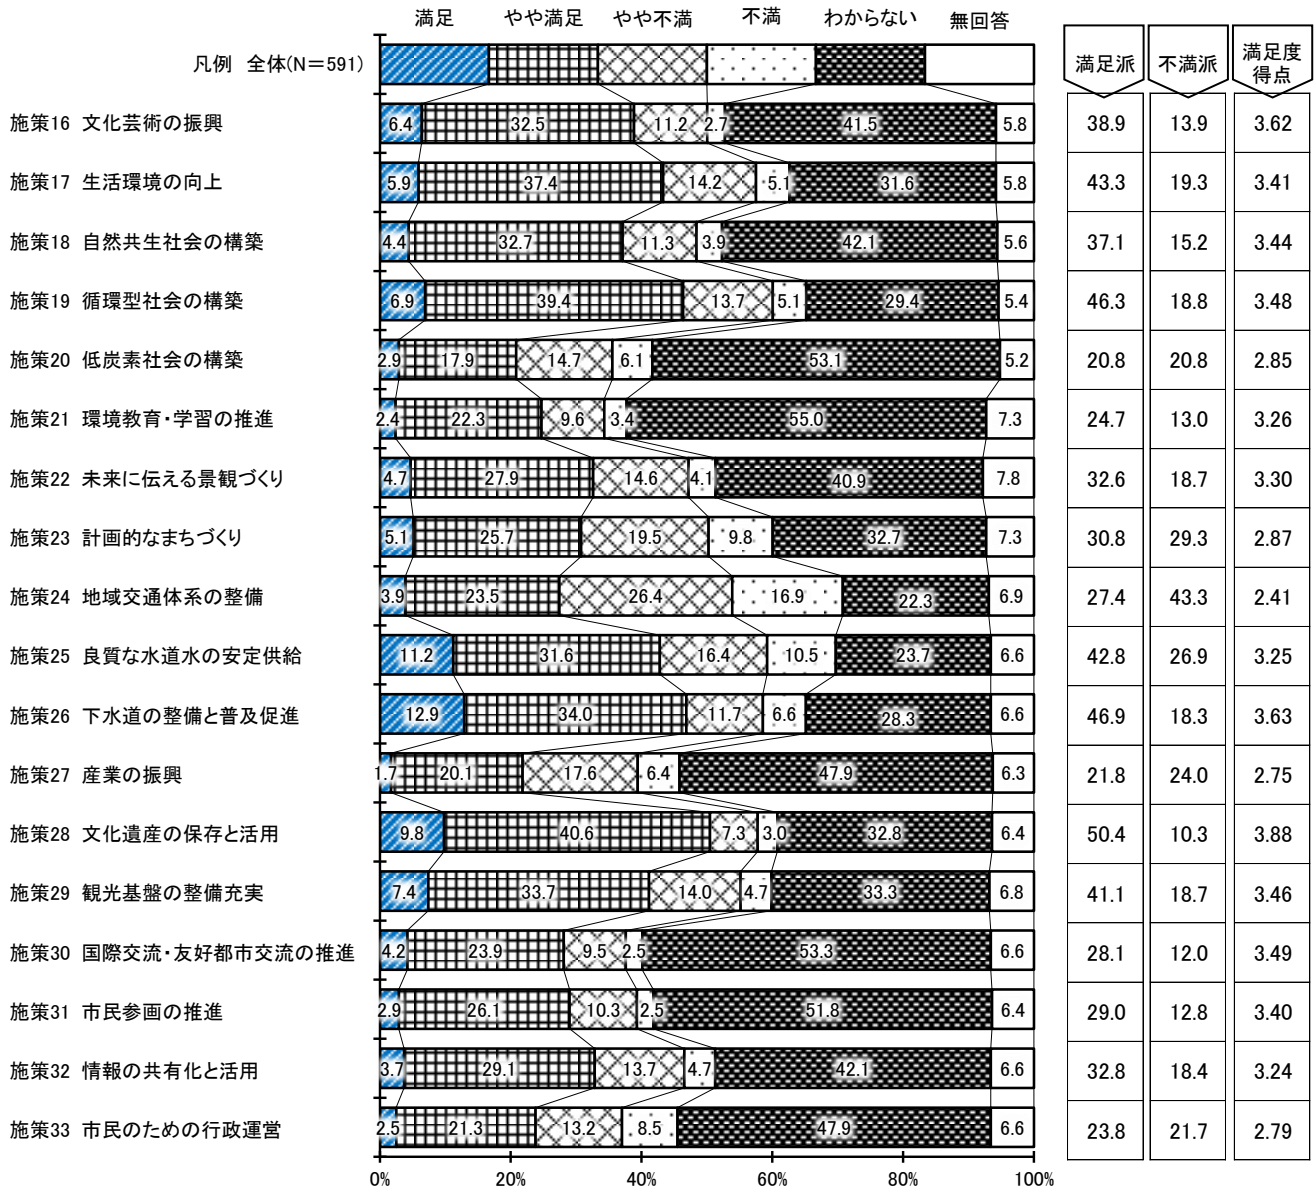 満足 やや満足 やや不満 不満 わからない 無回答
満足派 不満派 満足度得点
凡例 全体(N=591)
施策16 文化芸術の振興 6.4 32.5 11.2 2.7 41.5 5.8 38.9 13.9 3.62
施策17 生活環境の向上 5.9 37.4 14.2 5.1 31.6 5.8 43.3 19.3 3.41
施策18 自然共生社会の構築 4.4 32.7 11.3 3.9 42.1 5.6 37.1 15.2 3.44
施策19 循環型社会の構築 6.9 39.4 13.7 5.1 29.4 5.4 46.3 18.8 3.48
施策20 低炭素社会の構築 2.9 17.9 14.7 6.1 53.1 5.2 20.8 20.8 2.85
施策21 環境教育・学習の推進 2.4 22.3 9.6 3.4 55.0 7.3 24.7 13.0 3.26
施策22 未来に伝える景観づくり 4.7 27.9 14.6 4.1 40.9 7.8 32.6 18.7 3.30
施策23 計画的なまちづくり 5.1 25.7 19.5 9.8 32.7 7.3 30.8 29.3 2.87
施策24 地域交通体系の整備 3.9 23.5 26.4 16.9 22.3 6.9 27.4 43.3 2.41
施策25 良質な水道水の安定供給 11.2 31.6 16.4 10.5 23.7 6.6 42.8 26.9 3.25
施策26 下水道の整備と普及促進 12.9 34.0 11.7 6.6 28.3 6.6 46.9 18.3 3.63
施策27 産業の振興 1.7 20.1 17.6 6.4 47.9 6.3 21.8 24.0 2.75
施策28 文化遺産の保存と活用 9.8 40.6 7.3 3.0 32.8 6.4 50.4 10.3 3.88
施策29 観光基盤の整備充実 7.4 33.7 14.0 4.7 33.3 6.8 41.1 18.7 3.46
施策30 国際交流・友好都市交流の推進 4.2 23.9 9.5 2.5 53.3 6.6 28.1 12.0 3.49
施策31 市民参画の推進 2.9 26.1 10.3 2.5 51.8 6.4 29.0 12.8 3.40
施策32 情報の共有化と活用 3.7 29.1 13.7 4.7 42.1 6.6 32.8 18.4 3.24
施策33 市民のための行政運営 2.5 21.3 13.2 8.5 47.9 6.6 23.8 21.7 2.79
0% 20% 40% 60% 80% 100%